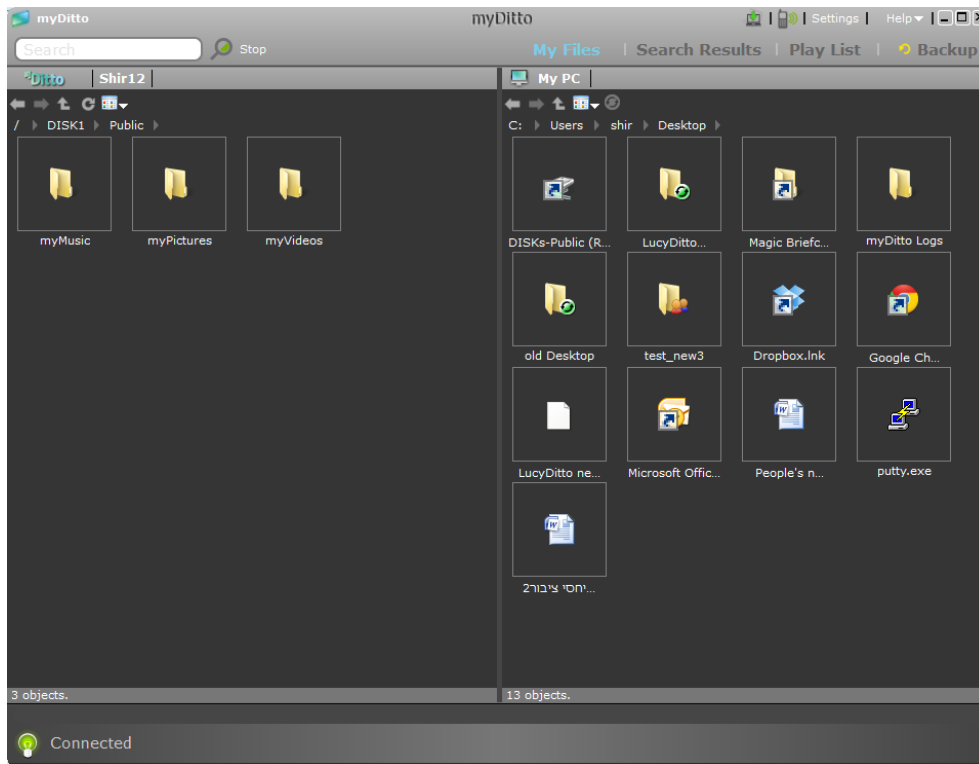 myDitto myDitto Settings Help
Search Stop My Files Search Results Play List Backup
Ditto Shir12 My PC
/ DISK1 Public C: Users shir Desktop
myMusic myPictures myVideos DISKs-Public (R... LucyDitto... Magic Briefc... myDitto Logs
old Desktop test_new3 Dropbox.lnk Google Ch...
LucyDitto ne... Microsoft Offic... People's n... putty.exe
יחסי ציבור2...
3 objects. 13 objects.
Connected